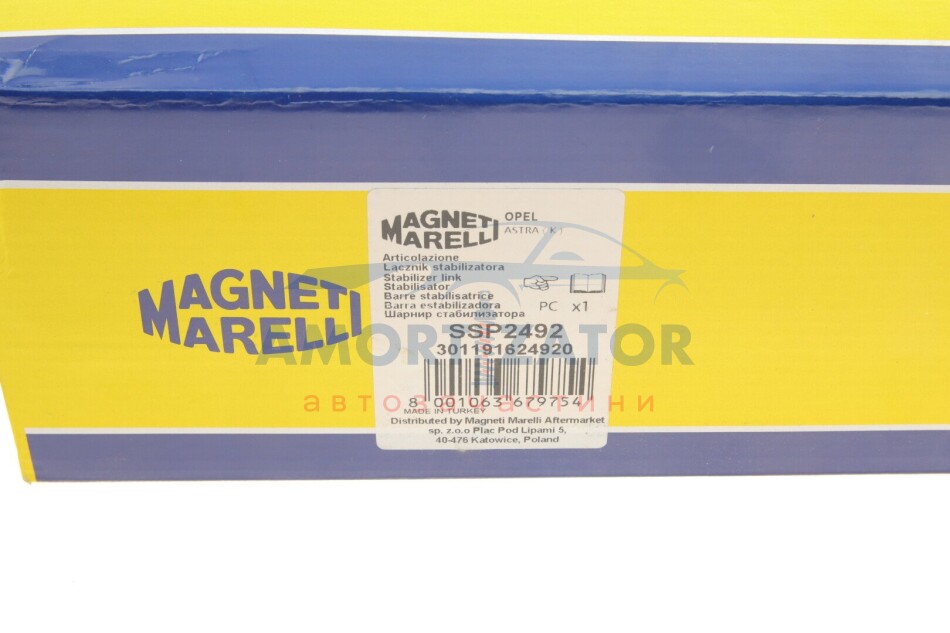 MAGNETI
MARELLI
MAGNETI
MARELLI
OPEL
ASTRA ( K )
Articolazione
Łącznik stabilizatora
Stabilizer link
Stabilisator
Barre stabilisatrice
Barra estabilizadora
Шарнир стабилизатора
PC x1
SSP2492
301191624920
8 001063 679754
MADE IN TURKEY
Distributed by Magneti Marelli Aftermarket
sp. z.o.o Plac Pod Lipami 5,
40-476 Katowice, Poland
AMORTIZATOR
автозапчастини